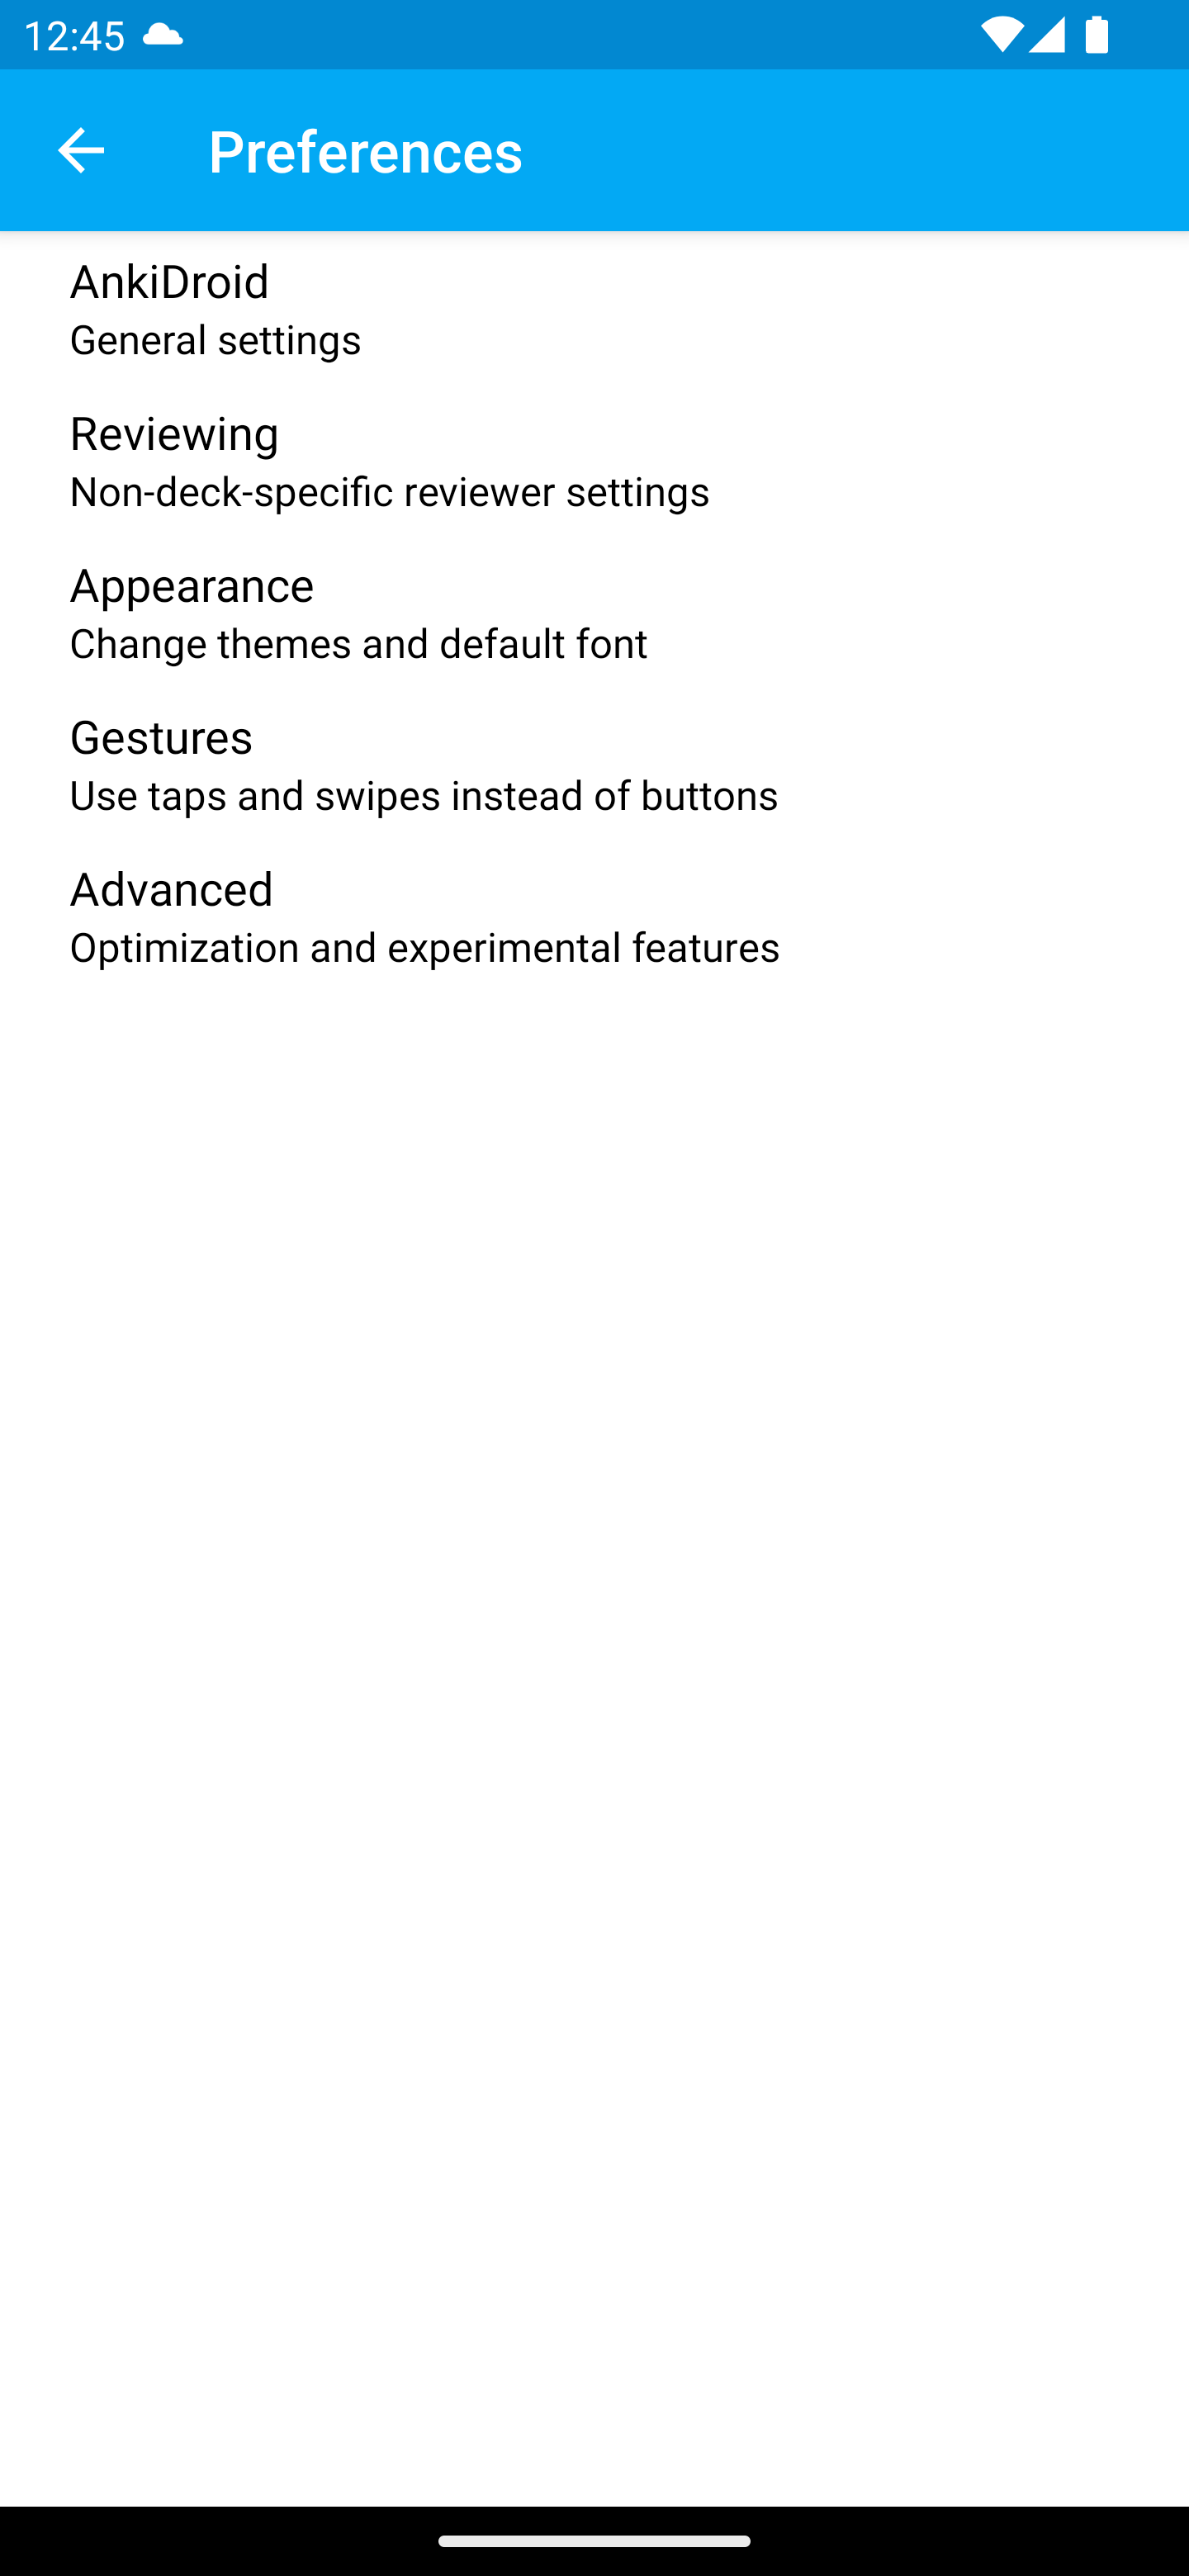 12:45
Preferences
AnkiDroid
General settings
Reviewing
Non-deck-specific reviewer settings
Appearance
Change themes and default font
Gestures
Use taps and swipes instead of buttons
Advanced
Optimization and experimental features